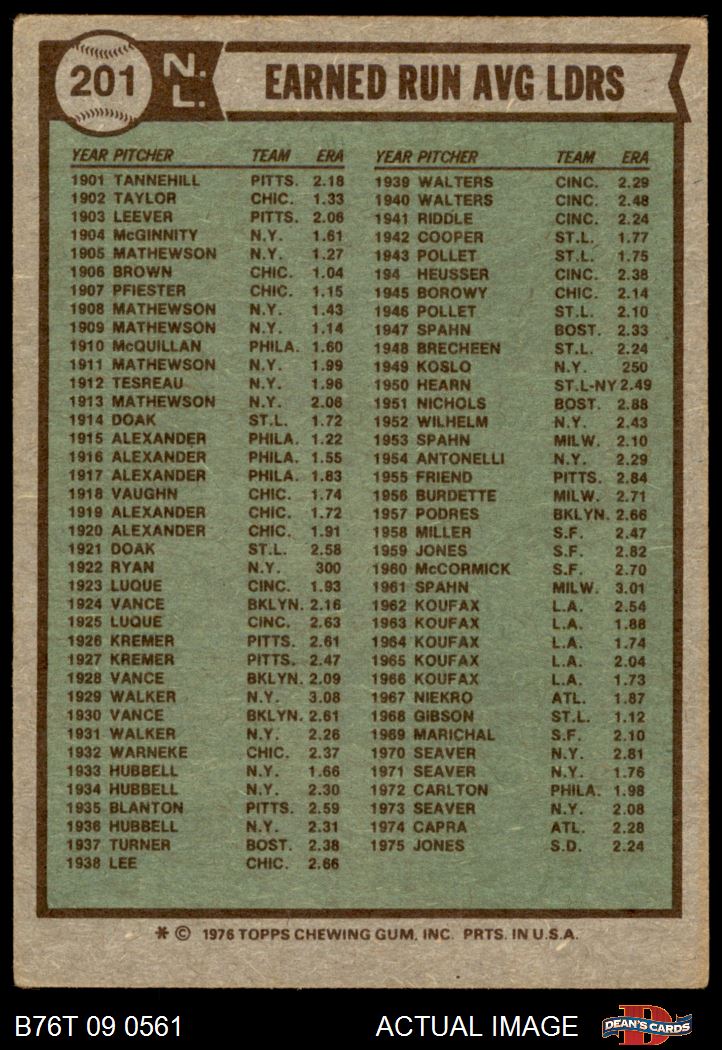 201 N.L. EARNED RUN AVG LDRS
YEAR PITCHER TEAM ERA
1901 TANNEHILL PITTS. 2.18
1902 TAYLOR CHIC. 1.33
1903 LEEVER PITTS. 2.06
1904 McGINNITY N.Y. 1.61
1905 MATHEWSON N.Y. 1.27
1906 BROWN CHIC. 1.04
1907 PFIESTER CHIC. 1.15
1908 MATHEWSON N.Y. 1.43
1909 MATHEWSON N.Y. 1.14
1910 McQUILLAN PHILA. 1.60
1911 MATHEWSON N.Y. 1.99
1912 TESREAU N.Y. 1.96
1913 MATHEWSON N.Y. 2.06
1914 DOAK ST.L. 1.72
1915 ALEXANDER PHILA. 1.22
1916 ALEXANDER PHILA. 1.55
1917 ALEXANDER PHILA. 1.83
1918 VAUGHN CHIC. 1.74
1919 ALEXANDER CHIC. 1.72
1920 ALEXANDER CHIC. 1.91
1921 DOAK ST.L. 2.58
1922 RYAN N.Y. 300
1923 LUQUE CINC. 1.93
1924 VANCE BKLYN. 2.16
1925 LUQUE CINC. 2.63
1926 KREMER PITTS. 2.61
1927 KREMER PITTS. 2.47
1928 VANCE BKLYN. 2.09
1929 WALKER N.Y. 3.08
1930 VANCE BKLYN. 2.61
1931 WALKER N.Y. 2.26
1932 WARNEKE CHIC. 2.37
1933 HUBBELL N.Y. 1.66
1934 HUBBELL N.Y. 2.30
1935 BLANTON PITTS. 2.59
1936 HUBBELL N.Y. 2.31
1937 TURNER BOST. 2.38
1938 LEE CHIC. 2.66
YEAR PITCHER TEAM ERA
1939 WALTERS CINC. 2.29
1940 WALTERS CINC. 2.48
1941 RIDDLE CINC. 2.24
1942 COOPER ST.L. 1.77
1943 POLLET ST.L. 1.75
194 HEUSSER CINC. 2.38
1945 BOROWY CHIC. 2.14
1946 POLLET ST.L. 2.10
1947 SPAHN BOST. 2.33
1948 BRECHEEN ST.L. 2.24
1949 KOSLO N.Y. 250
1950 HEARN ST.L-NY 2.49
1951 NICHOLS BOST. 2.88
1952 WILHELM N.Y. 2.43
1953 SPAHN MILW. 2.10
1954 ANTONELLI N.Y. 2.29
1955 FRIEND PITTS. 2.84
1956 BURDETTE MILW. 2.71
1957 PODRES BKLYN. 2.66
1958 MILLER S.F. 2.47
1959 JONES S.F. 2.82
1960 McCORMICK S.F. 2.70
1961 SPAHN MILW. 3.01
1962 KOUFAX L.A. 2.54
1963 KOUFAX L.A. 1.88
1964 KOUFAX L.A. 1.74
1965 KOUFAX L.A. 2.04
1966 KOUFAX L.A. 1.73
1967 NIEKRO ATL. 1.87
1968 GIBSON ST.L. 1.12
1969 MARICHAL S.F. 2.10
1970 SEAVER N.Y. 2.81
1971 SEAVER N.Y. 1.76
1972 CARLTON PHILA. 1.98
1973 SEAVER N.Y. 2.08
1974 CAPRA ATL. 2.28
1975 JONES S.D. 2.24
* © 1976 TOPPS CHEWING GUM, INC. PRTS. IN U.S.A.
B76T 09 0561 ACTUAL IMAGE D DEAN'S CARDS